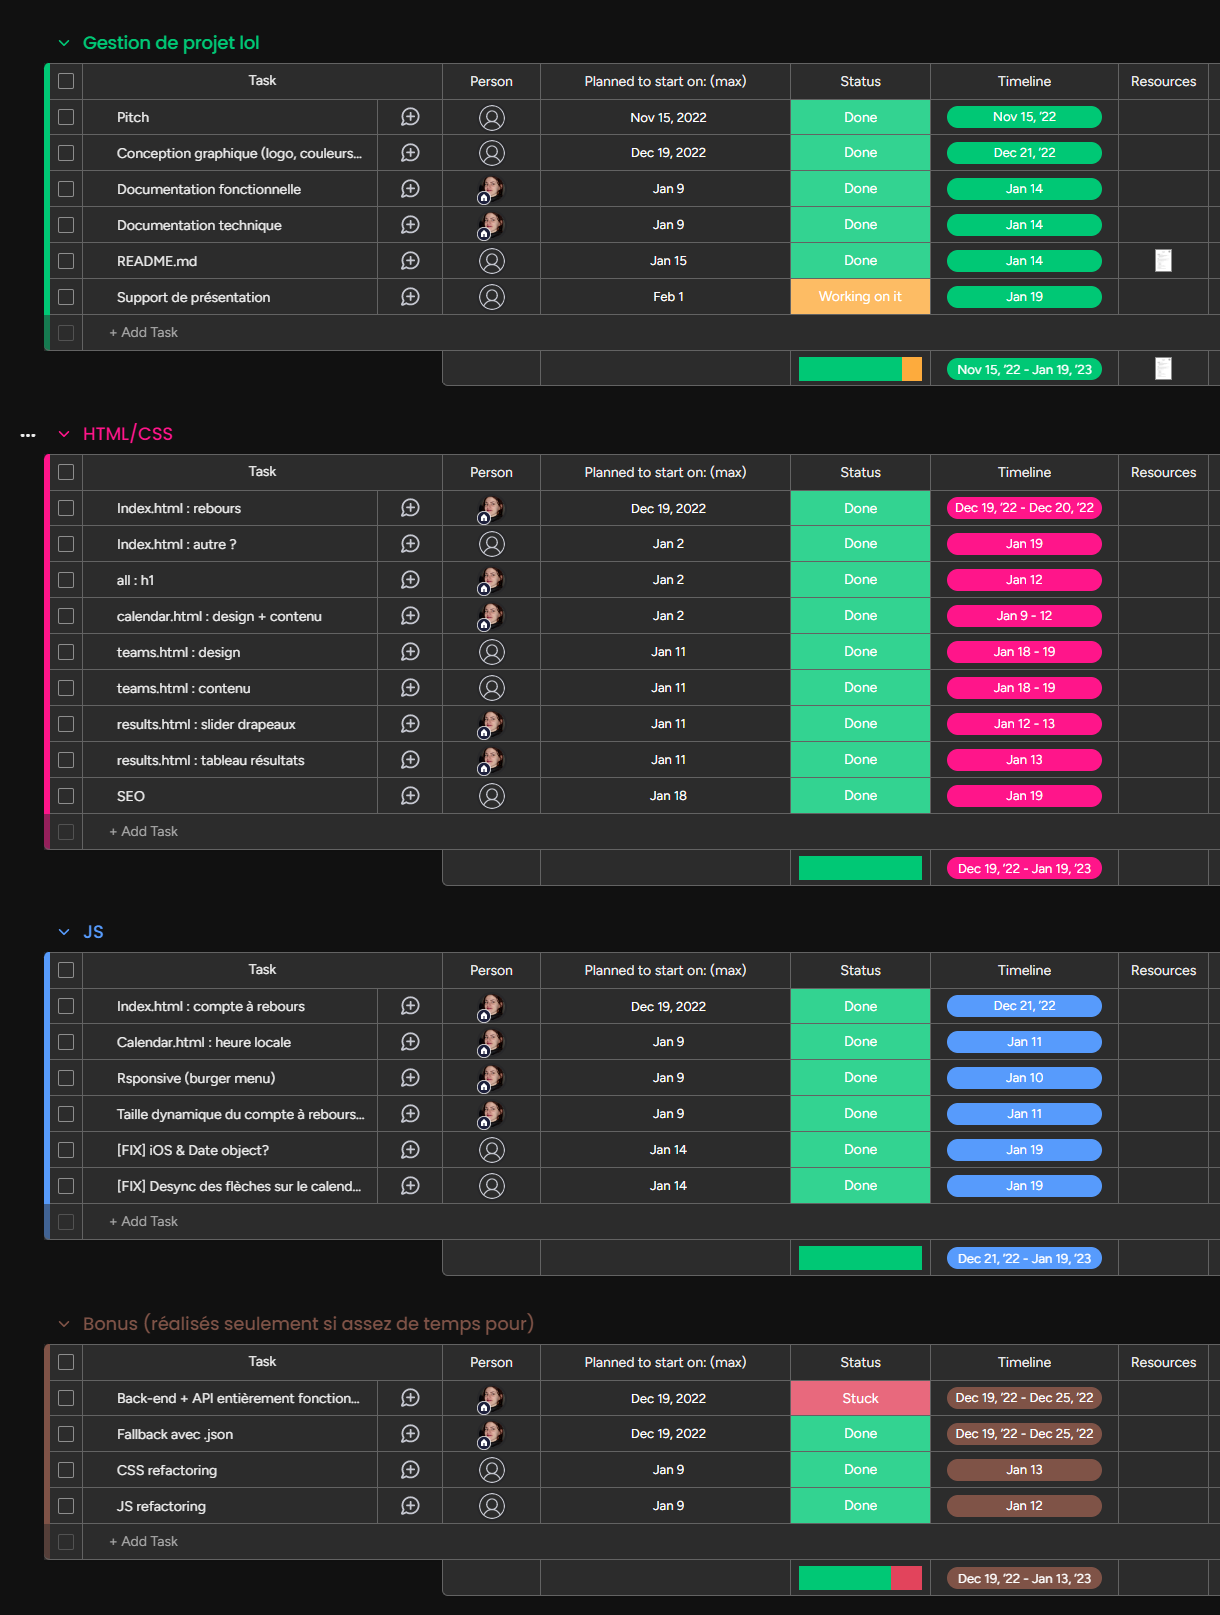 Gestion de projet lol
Task Person Planned to start on: (max) Status Timeline Resources
Pitch Nov 15, 2022 Done Nov 15, '22
Conception graphique (logo, couleurs... Dec 19, 2022 Done Dec 21, '22
Documentation fonctionnelle Jan 9 Done Jan 14
Documentation technique Jan 9 Done Jan 14
README.md Jan 15 Done Jan 14
Support de présentation Feb 1 Working on it Jan 19
+ Add Task
Nov 15, '22 - Jan 19, '23
HTML/CSS
Task Person Planned to start on: (max) Status Timeline Resources
Index.html : rebours Dec 19, 2022 Done Dec 19, '22 - Dec 20, '22
Index.html : autre ? Jan 2 Done Jan 19
all : h1 Jan 2 Done Jan 12
calendar.html : design + contenu Jan 2 Done Jan 9 - 12
teams.html : design Jan 11 Done Jan 18 - 19
teams.html : contenu Jan 11 Done Jan 18 - 19
results.html : slider drapeaux Jan 11 Done Jan 12 - 13
results.html : tableau résultats Jan 11 Done Jan 13
SEO Jan 18 Done Jan 19
+ Add Task
Dec 19, '22 - Jan 19, '23
JS
Task Person Planned to start on: (max) Status Timeline Resources
Index.html : compte à rebours Dec 19, 2022 Done Dec 21, '22
Calendar.html : heure locale Jan 9 Done Jan 11
Rsponsive (burger menu) Jan 9 Done Jan 10
Taille dynamique du compte à rebours... Jan 9 Done Jan 11
[FIX] iOS & Date object? Jan 14 Done Jan 19
[FIX] Desync des flèches sur le calend... Jan 14 Done Jan 19
+ Add Task
Dec 21, '22 - Jan 19, '23
Bonus (réalisés seulement si assez de temps pour)
Task Person Planned to start on: (max) Status Timeline Resources
Back-end + API entièrement fonction... Dec 19, 2022 Stuck Dec 19, '22 - Dec 25, '22
Fallback avec .json Dec 19, 2022 Done Dec 19, '22 - Dec 25, '22
CSS refactoring Jan 9 Done Jan 13
JS refactoring Jan 9 Done Jan 12
+ Add Task
Dec 19, '22 - Jan 13, '23